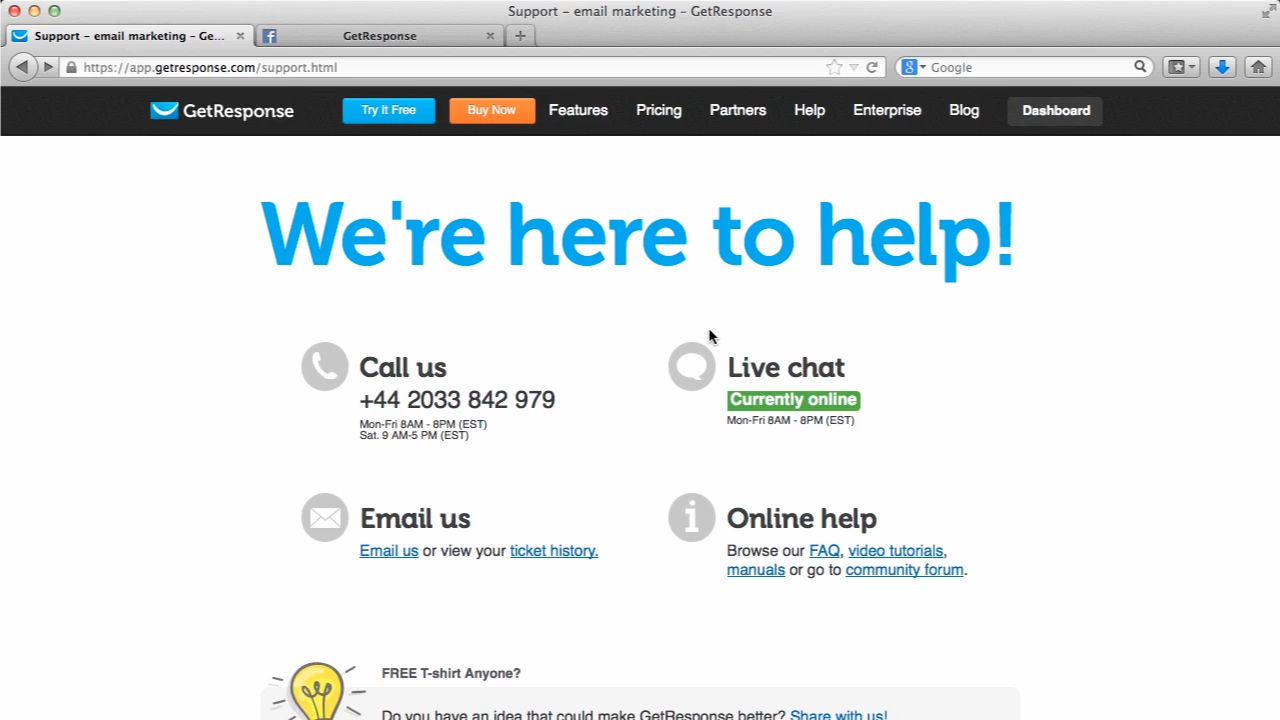 Support – email marketing – GetResponse
Support – email marketing – Ge...
GetResponse
https://app.getresponse.com/support.html
Google
GetResponse
Try It Free
Buy Now
Features
Pricing
Partners
Help
Enterprise
Blog
Dashboard
We're here to help!
Call us
+44 2033 842 979
Mon-Fri 8AM - 8PM (EST)
Sat. 9 AM-5 PM (EST)
Live chat
Currently online
Mon-Fri 8AM - 8PM (EST)
Email us
Email us or view your ticket history.
Online help
Browse our FAQ, video tutorials,
manuals or go to community forum.
FREE T-shirt Anyone?
Do you have an idea that could make GetResponse better? Share with us!